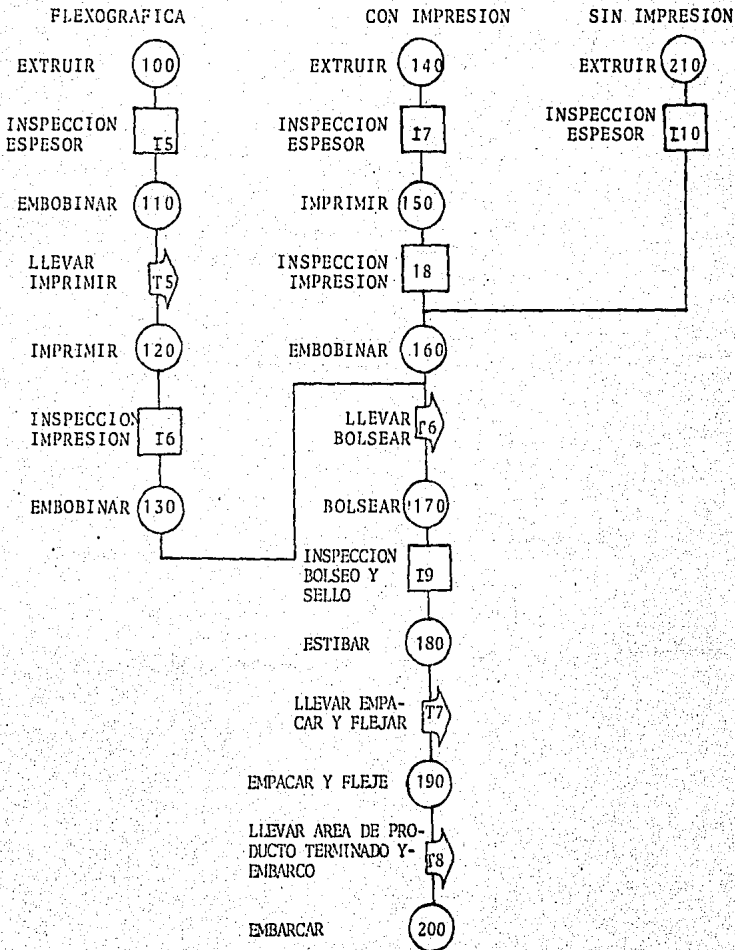 FLEXOGRAFICA
EXTRUIR 100
INSPECCION
ESPESOR I5
EMBOBINAR 110
LLEVAR
IMPRIMIR T5
IMPRIMIR 120
INSPECCION
IMPRESION I6
EMBOBINAR 130
CON IMPRESION
EXTRUIR 140
INSPECCION
ESPESOR I7
IMPRIMIR 150
INSPECCION
IMPRESION I8
EMBOBINAR 160
LLEVAR
BOLSEAR T6
BOLSEAR 170
INSPECCION
BOLSEO Y
SELLO I9
ESTIBAR 180
LLEVAR EMPA-
CAR Y FLEJAR T7
EMPACAR Y FLEJE 190
LLEVAR AREA DE PRO-
DUCTO TERMINADO Y-
EMBARCO T8
EMBARCAR 200
SIN IMPRESION
EXTRUIR 210
INSPECCION
ESPESOR I10